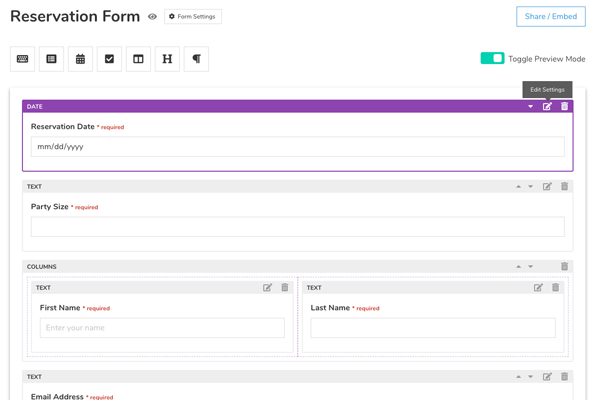 Reservation Form
Form Settings
Share / Embed
Toggle Preview Mode
Edit Settings
DATE
Reservation Date * required
mm/dd/yyyy
TEXT
Party Size * required
COLUMNS
TEXT
First Name * required
Enter your name
TEXT
Last Name * required
TEXT
Email Address * required